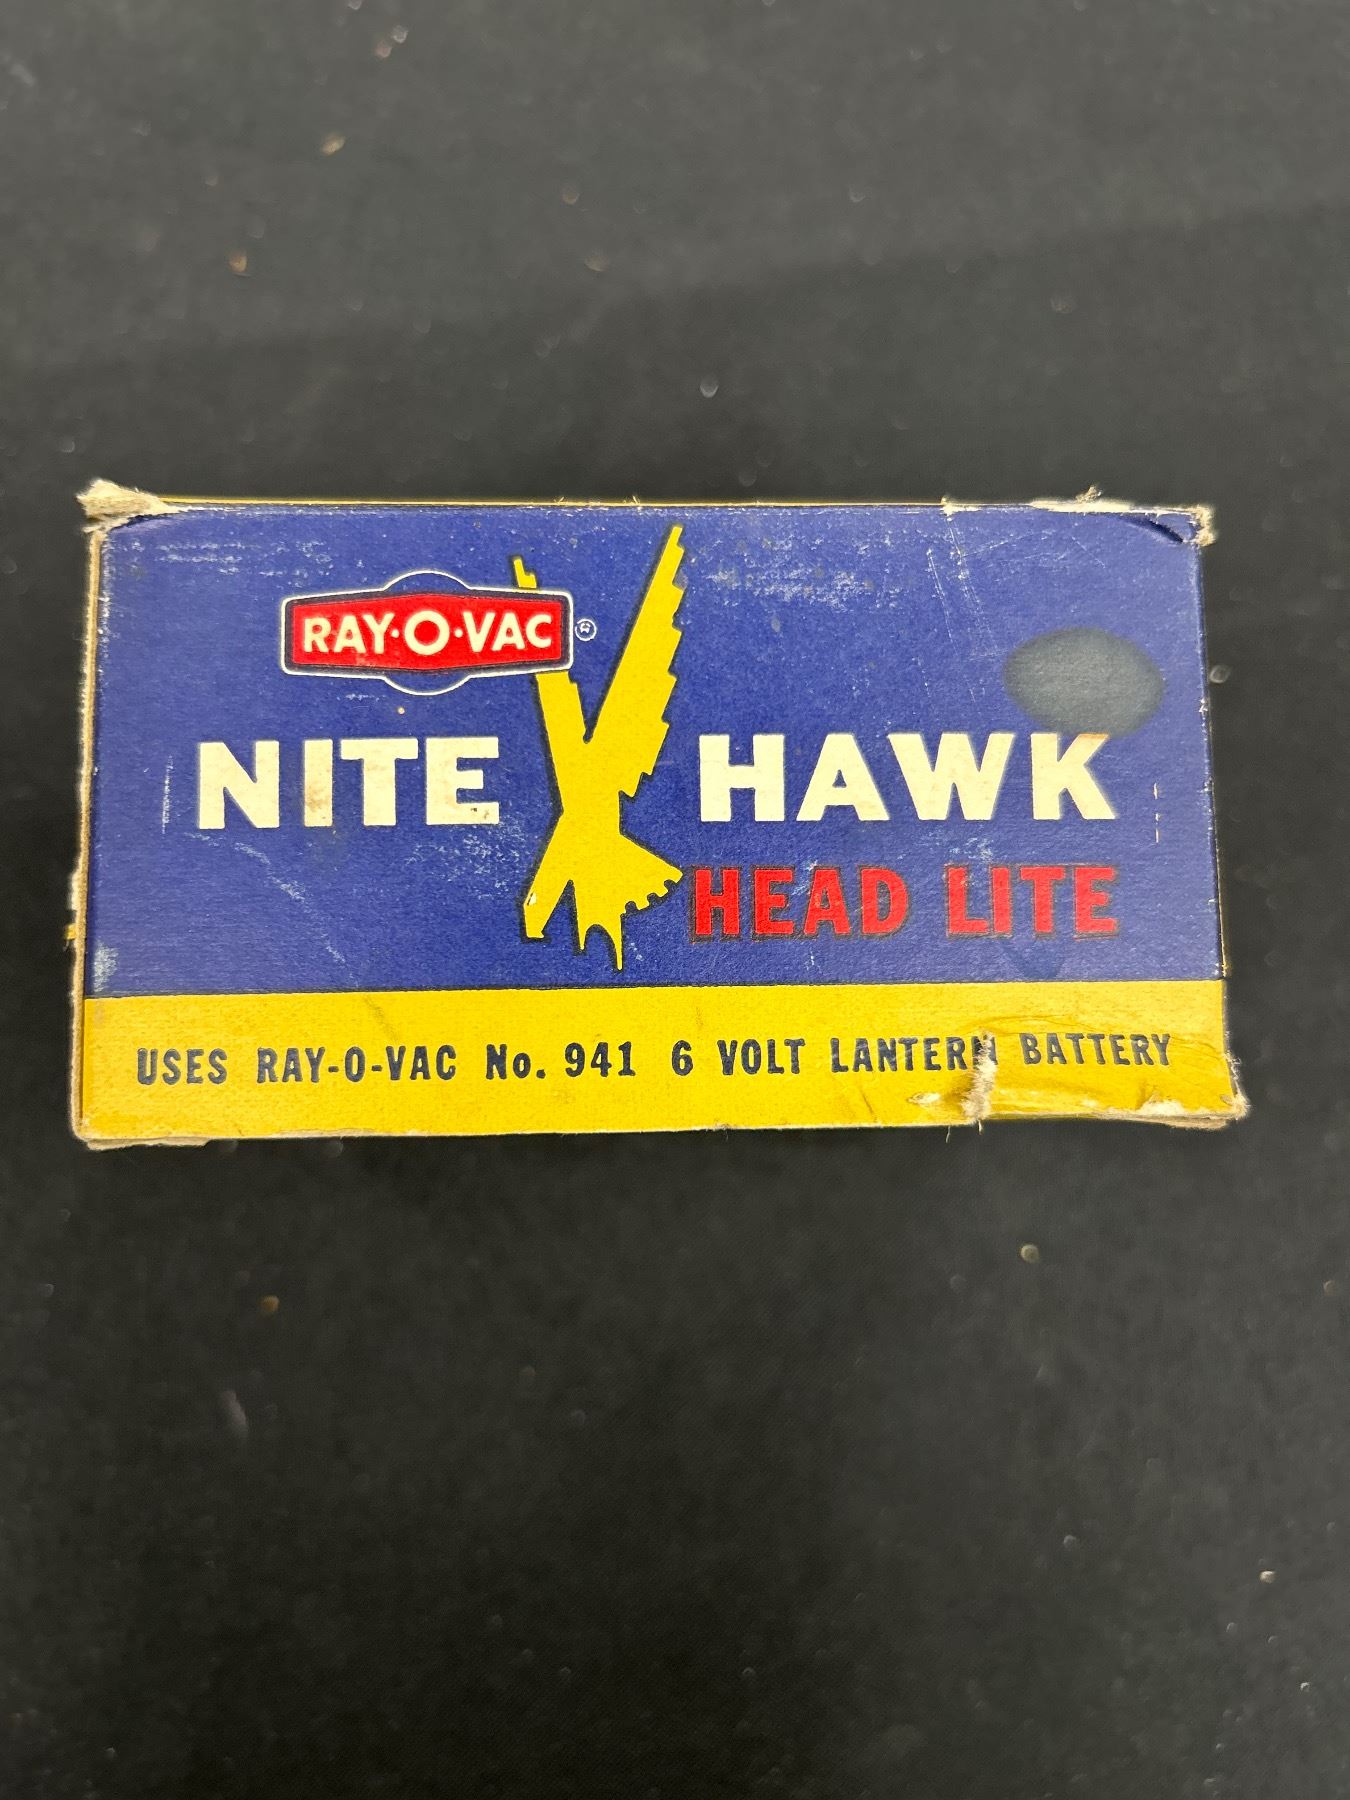 RAY·O·VAC ®
NITE HAWK
HEAD LITE
USES RAY-O-VAC No. 941 6 VOLT LANTERN BATTERY